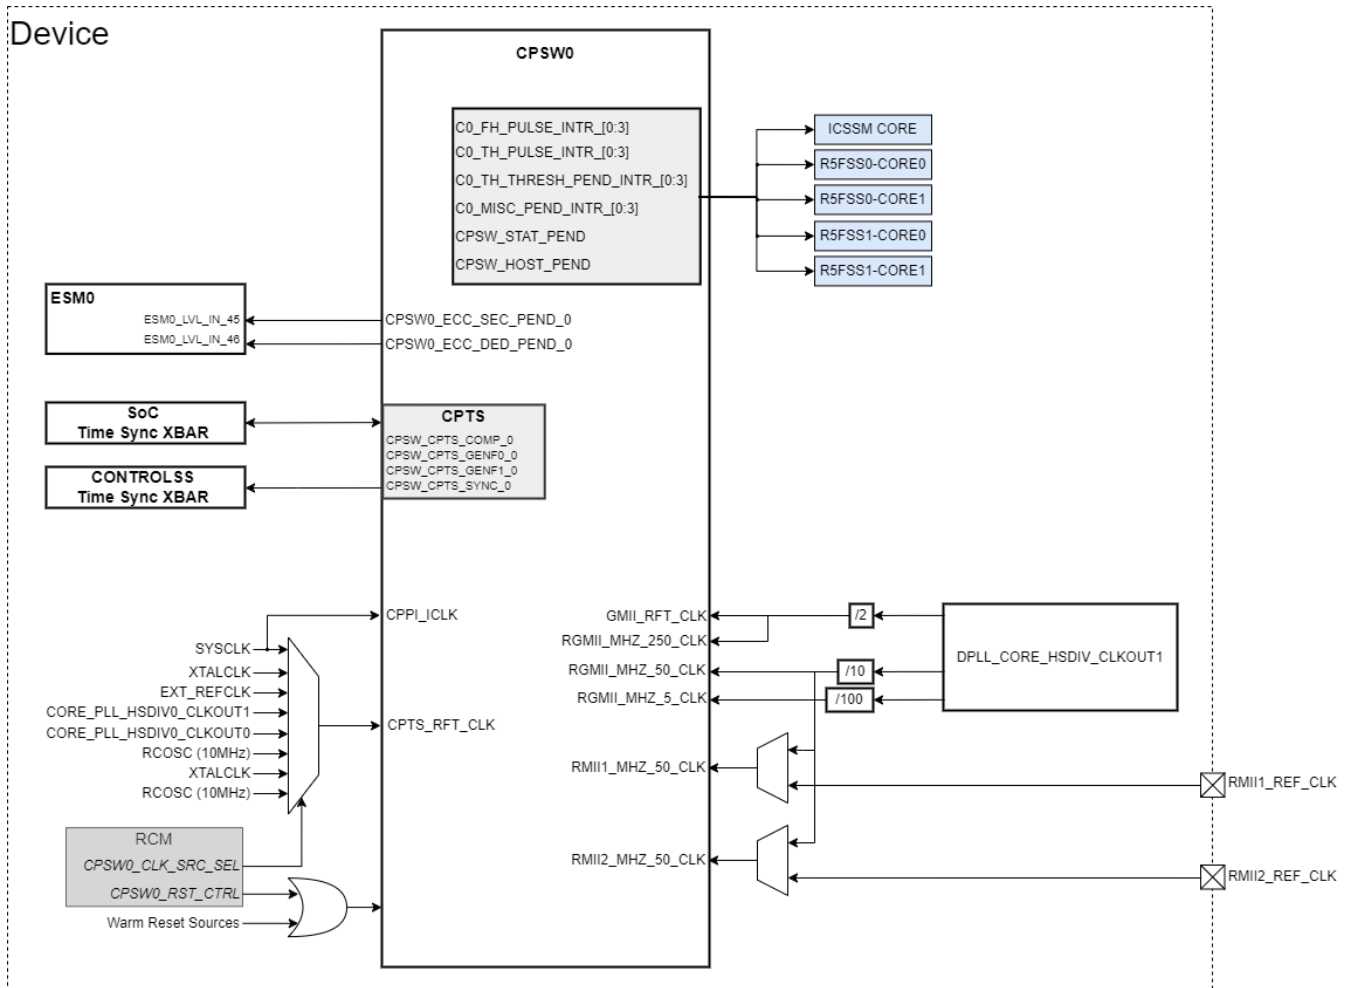 Device
CPSW0
C0_FH_PULSE_INTR_[0:3]
C0_TH_PULSE_INTR_[0:3]
C0_TH_THRESH_PEND_INTR_[0:3]
C0_MISC_PEND_INTR_[0:3]
CPSW_STAT_PEND
CPSW_HOST_PEND
ICSSM CORE
R5FSS0-CORE0
R5FSS0-CORE1
R5FSS1-CORE0
R5FSS1-CORE1
ESM0
ESM0_LVL_IN_45
ESM0_LVL_IN_46
CPSW0_ECC_SEC_PEND_0
CPSW0_ECC_DED_PEND_0
SoC
Time Sync XBAR
CONTROLSS
Time Sync XBAR
CPTS
CPSW_CPTS_COMP_0
CPSW_CPTS_GENF0_0
CPSW_CPTS_GENF1_0
CPSW_CPTS_SYNC_0
CPPI_ICLK
SYSCLK
XTALCLK
EXT_REFCLK
CORE_PLL_HSDIV0_CLKOUT1
CORE_PLL_HSDIV0_CLKOUT0
RCOSC (10MHz)
XTALCLK
RCOSC (10MHz)
CPTS_RFT_CLK
RCM
CPSW0_CLK_SRC_SEL
CPSW0_RST_CTRL
Warm Reset Sources
GMII_RFT_CLK
RGMII_MHZ_250_CLK
RGMII_MHZ_50_CLK
RGMII_MHZ_5_CLK
RMII1_MHZ_50_CLK
RMII2_MHZ_50_CLK
/2
/10
/100
DPLL_CORE_HSDIV_CLKOUT1
RMII1_REF_CLK
RMII2_REF_CLK